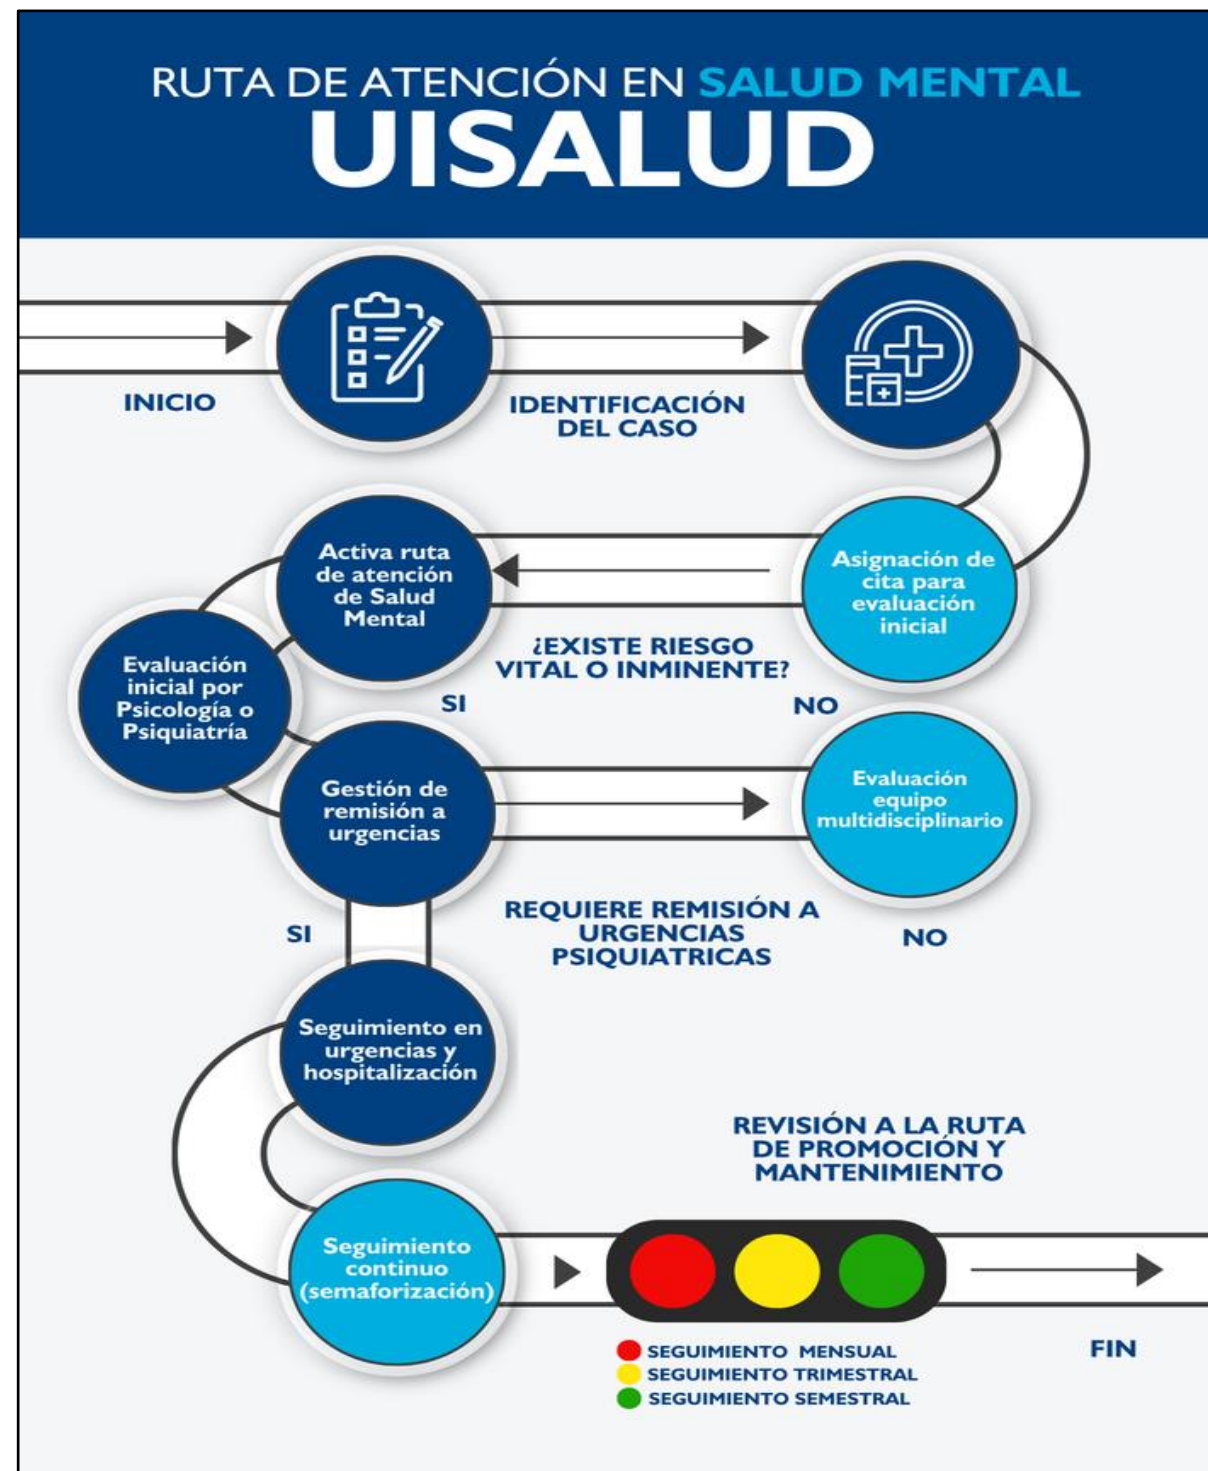 RUTA DE ATENCIÓN EN SALUD MENTAL
UISALUD
INICIO
IDENTIFICACIÓN
DEL CASO
Activa ruta
de atención
de Salud
Mental
Asignación de
cita para
evaluación
inicial
¿EXISTE RIESGO
VITAL O INMINENTE?
SI
NO
Evaluación
inicial por
Psicología o
Psiquiatría
Gestión de
remisión a
urgencias
Evaluación
equipo
multidisciplinario
SI
REQUIERE REMISIÓN A
URGENCIAS
PSIQUIATRICAS
NO
Seguimiento en
urgencias y
hospitalización
REVISIÓN A LA RUTA
DE PROMOCIÓN Y
MANTENIMIENTO
Seguimiento
continuo
(semaforización)
SEGUIMIENTO MENSUAL
SEGUIMIENTO TRIMESTRAL
SEGUIMIENTO SEMESTRAL
FIN